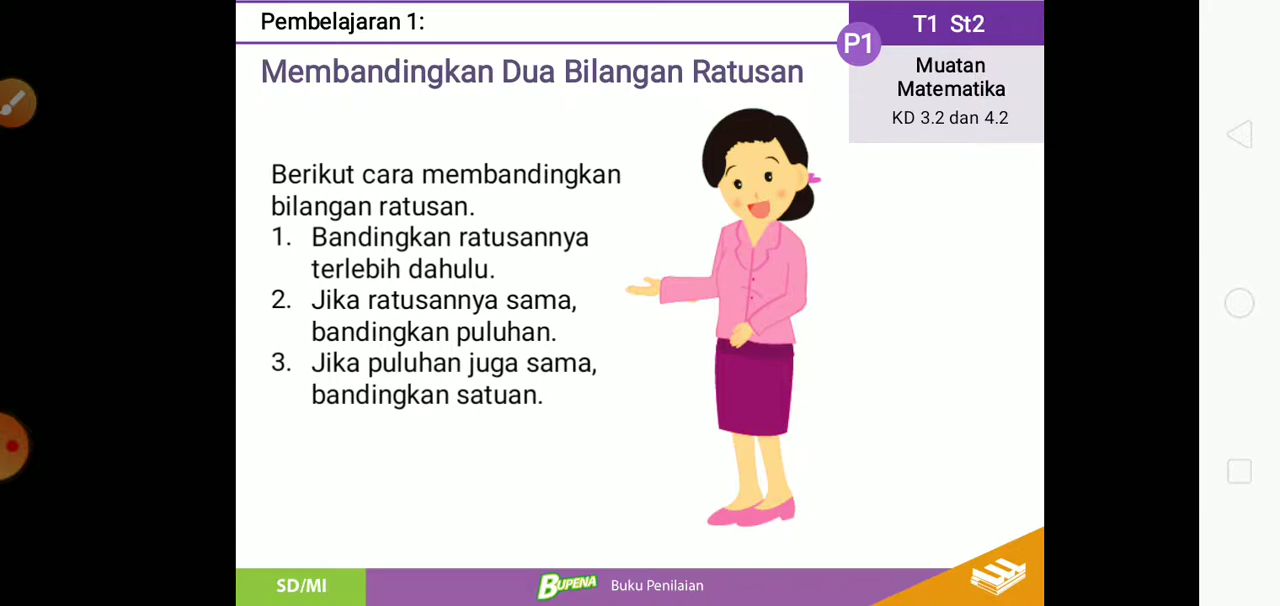 Pembelajaran 1:
P1
T1 St2
Membandingkan Dua Bilangan Ratusan
Muatan
Matematika
KD 3.2 dan 4.2
Berikut cara membandingkan
bilangan ratusan.
1. Bandingkan ratusannya
terlebih dahulu.
2. Jika ratusannya sama,
bandingkan puluhan.
3. Jika puluhan juga sama,
bandingkan satuan.
SD/MI
BUPENA Buku Penilaian